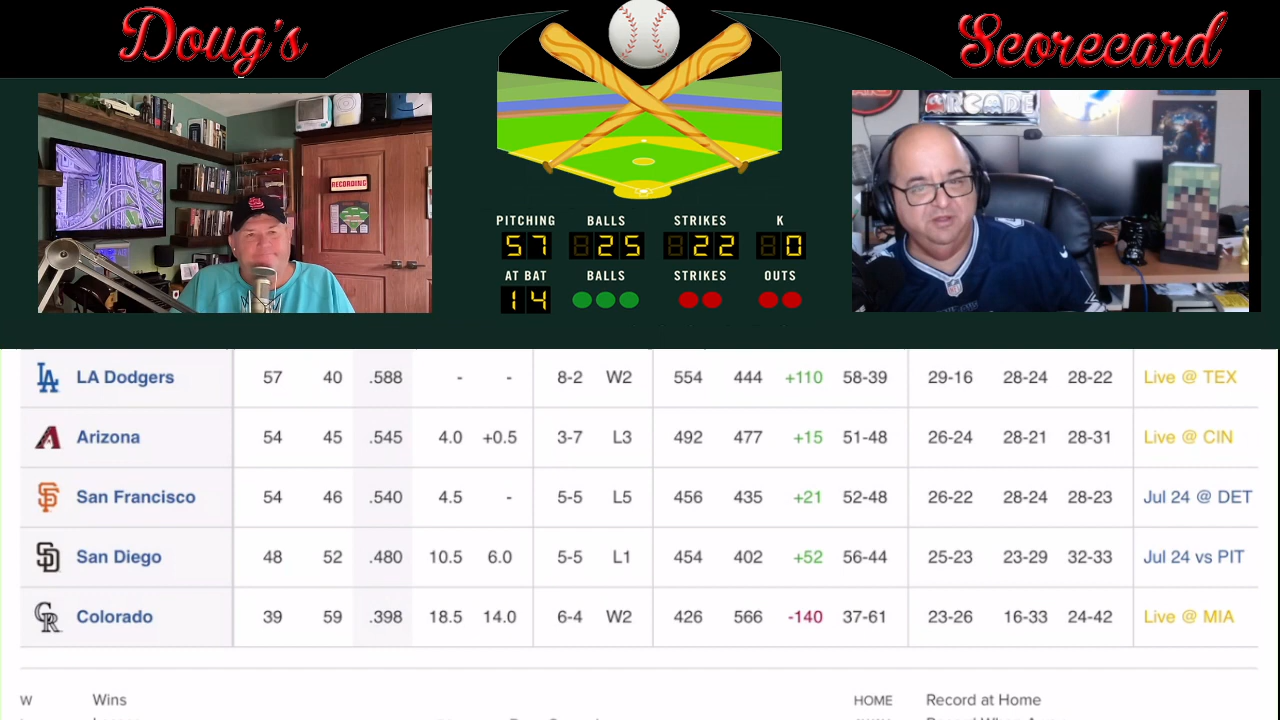 Doug's
Scorecard
ARCADE
RECORDING
PITCHING BALLS STRIKES K
57 25 22 0
AT BAT BALLS STRIKES OUTS
14
LA Dodgers 57 40 .588 - - 8-2 W2 554 444 +110 58-39 29-16 28-24 28-22 Live @ TEX
Arizona 54 45 .545 4.0 +0.5 3-7 L3 492 477 +15 51-48 26-24 28-21 28-31 Live @ CIN
San Francisco 54 46 .540 4.5 - 5-5 L5 456 435 +21 52-48 26-22 28-24 28-23 Jul 24 @ DET
San Diego 48 52 .480 10.5 6.0 5-5 L1 454 402 +52 56-44 25-23 23-29 32-33 Jul 24 vs PIT
Colorado 39 59 .398 18.5 14.0 6-4 W2 426 566 -140 37-61 23-26 16-33 24-42 Live @ MIA
W Wins HOME Record at Home